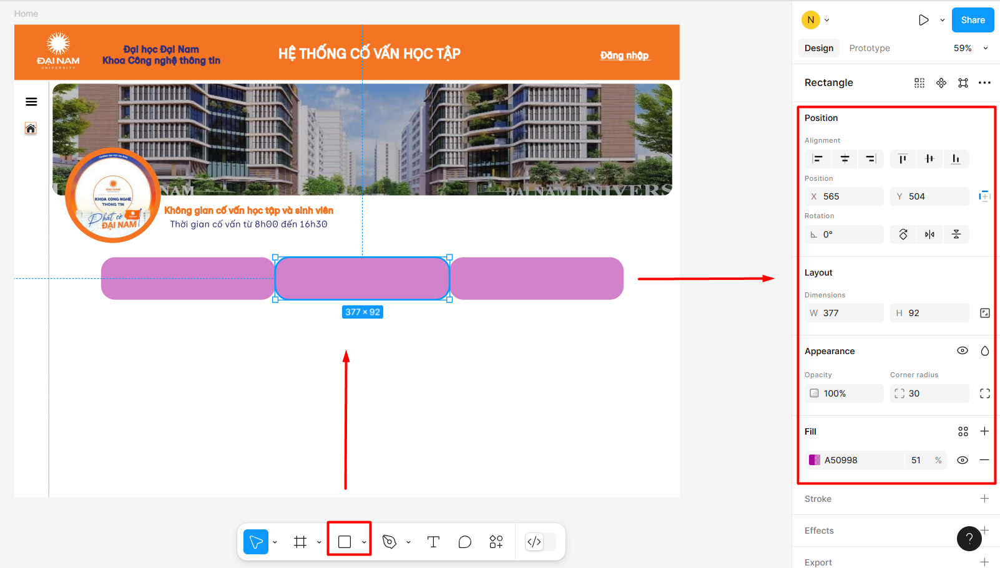 Home
ĐẠI NAM
UNIVERSITY
Đại học Đại Nam
Khoa Công nghệ thông tin
HỆ THỐNG CỐ VẤN HỌC TẬP
Đăng nhập
NAM
ĐẠI NAM UNIVERS
ĐẠI NAM
KHOA CÔNG NGHỆ
THÔNG TIN
Phát cờ
ĐẠI NAM
Không gian cố vấn học tập và sinh viên
Thời gian cố vấn từ 8h00 đến 16h30
377 × 92
N
Share
Design
Prototype
59%
Rectangle
Position
Alignment
Position
X 565
Y 504
Rotation
0°
Layout
Dimensions
W 377
H 92
Appearance
Opacity
Corner radius
100%
30
Fill
A50998
51 %
Stroke
Effects
?
Export
T